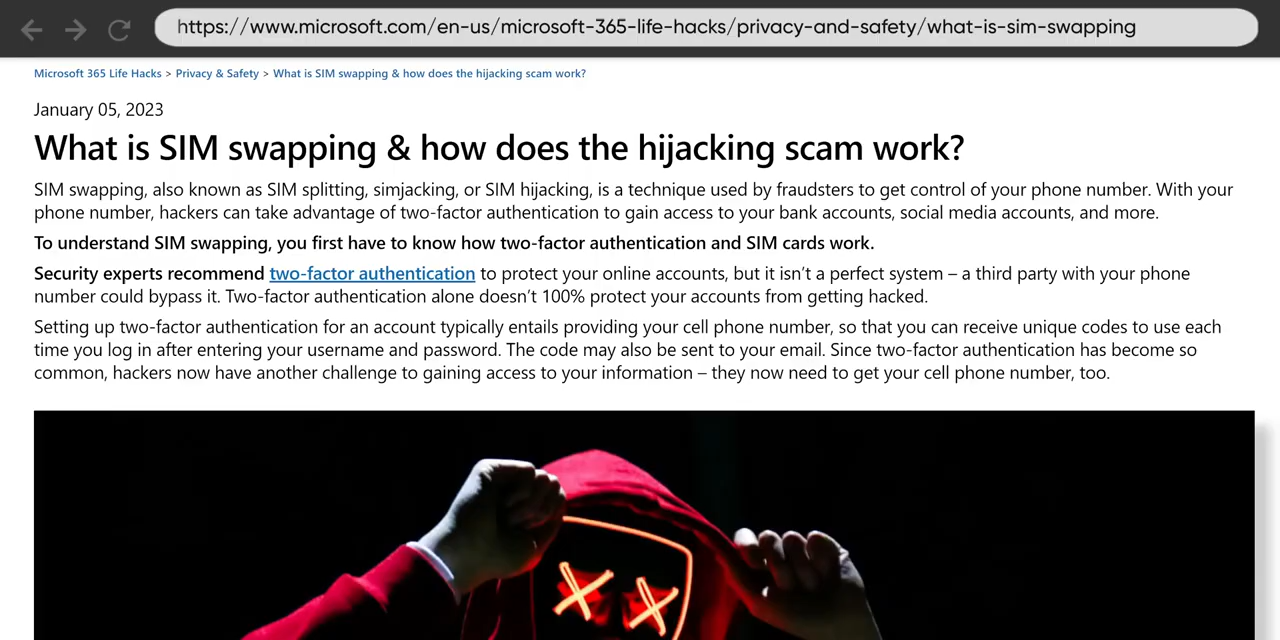 https://www.microsoft.com/en-us/microsoft-365-life-hacks/privacy-and-safety/what-is-sim-swapping
Microsoft 365 Life Hacks > Privacy & Safety > What is SIM swapping & how does the hijacking scam work?
January 05, 2023
What is SIM swapping & how does the hijacking scam work?
SIM swapping, also known as SIM splitting, simjacking, or SIM hijacking, is a technique used by fraudsters to get control of your phone number. With your
phone number, hackers can take advantage of two-factor authentication to gain access to your bank accounts, social media accounts, and more.
To understand SIM swapping, you first have to know how two-factor authentication and SIM cards work.
Security experts recommend two-factor authentication to protect your online accounts, but it isn’t a perfect system – a third party with your phone
number could bypass it. Two-factor authentication alone doesn’t 100% protect your accounts from getting hacked.
Setting up two-factor authentication for an account typically entails providing your cell phone number, so that you can receive unique codes to use each
time you log in after entering your username and password. The code may also be sent to your email. Since two-factor authentication has become so
common, hackers now have another challenge to gaining access to your information – they now need to get your cell phone number, too.